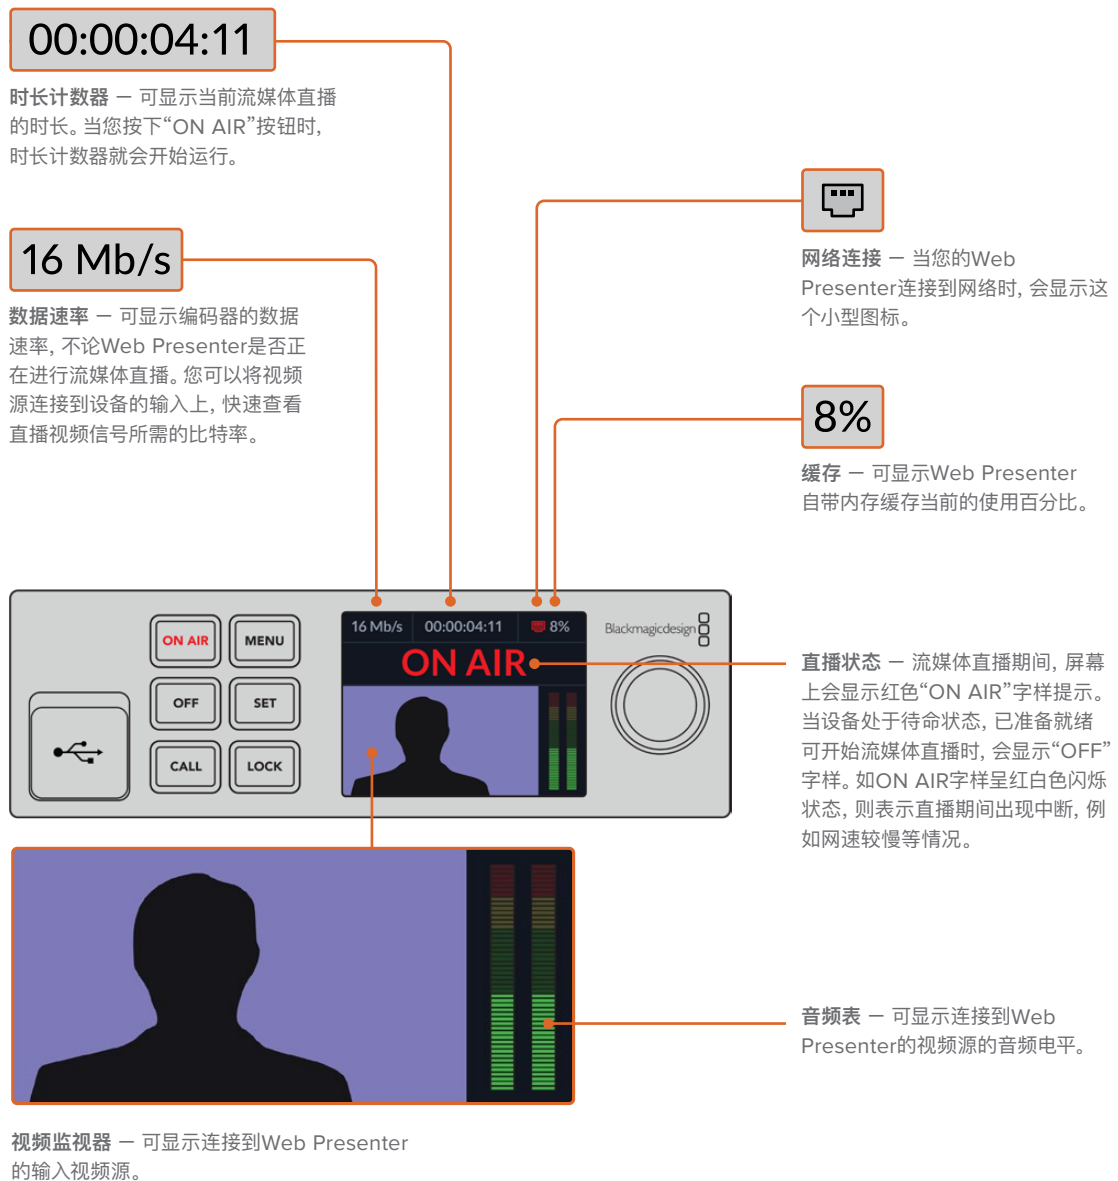 00:00:04:11
时长计数器 — 可显示当前流媒体直播
的时长。当您按下“ON AIR”按钮时,
时长计数器就会开始运行。
16 Mb/s
数据速率 — 可显示编码器的数据
速率, 不论Web Presenter是否正
在进行流媒体直播。您可以将视频
源连接到设备的输入上, 快速查看
直播视频信号所需的比特率。
网络连接 — 当您的Web
Presenter连接到网络时, 会显示这
个小型图标。
8%
缓存 — 可显示Web Presenter
自带内存缓存当前的使用百分比。
ON AIR
MENU
OFF
SET
CALL
LOCK
16 Mb/s 00:00:04:11 8%
ON AIR
Blackmagicdesign
直播状态 — 流媒体直播期间, 屏幕
上会显示红色“ON AIR”字样提示。
当设备处于待命状态, 已准备就绪
可开始流媒体直播时, 会显示“OFF”
字样。如ON AIR字样呈红白色闪烁
状态, 则表示直播期间出现中断, 例
如网速较慢等情况。
音频表 — 可显示连接到Web
Presenter的视频源的音频电平。
视频监视器 — 可显示连接到Web Presenter
的输入视频源。